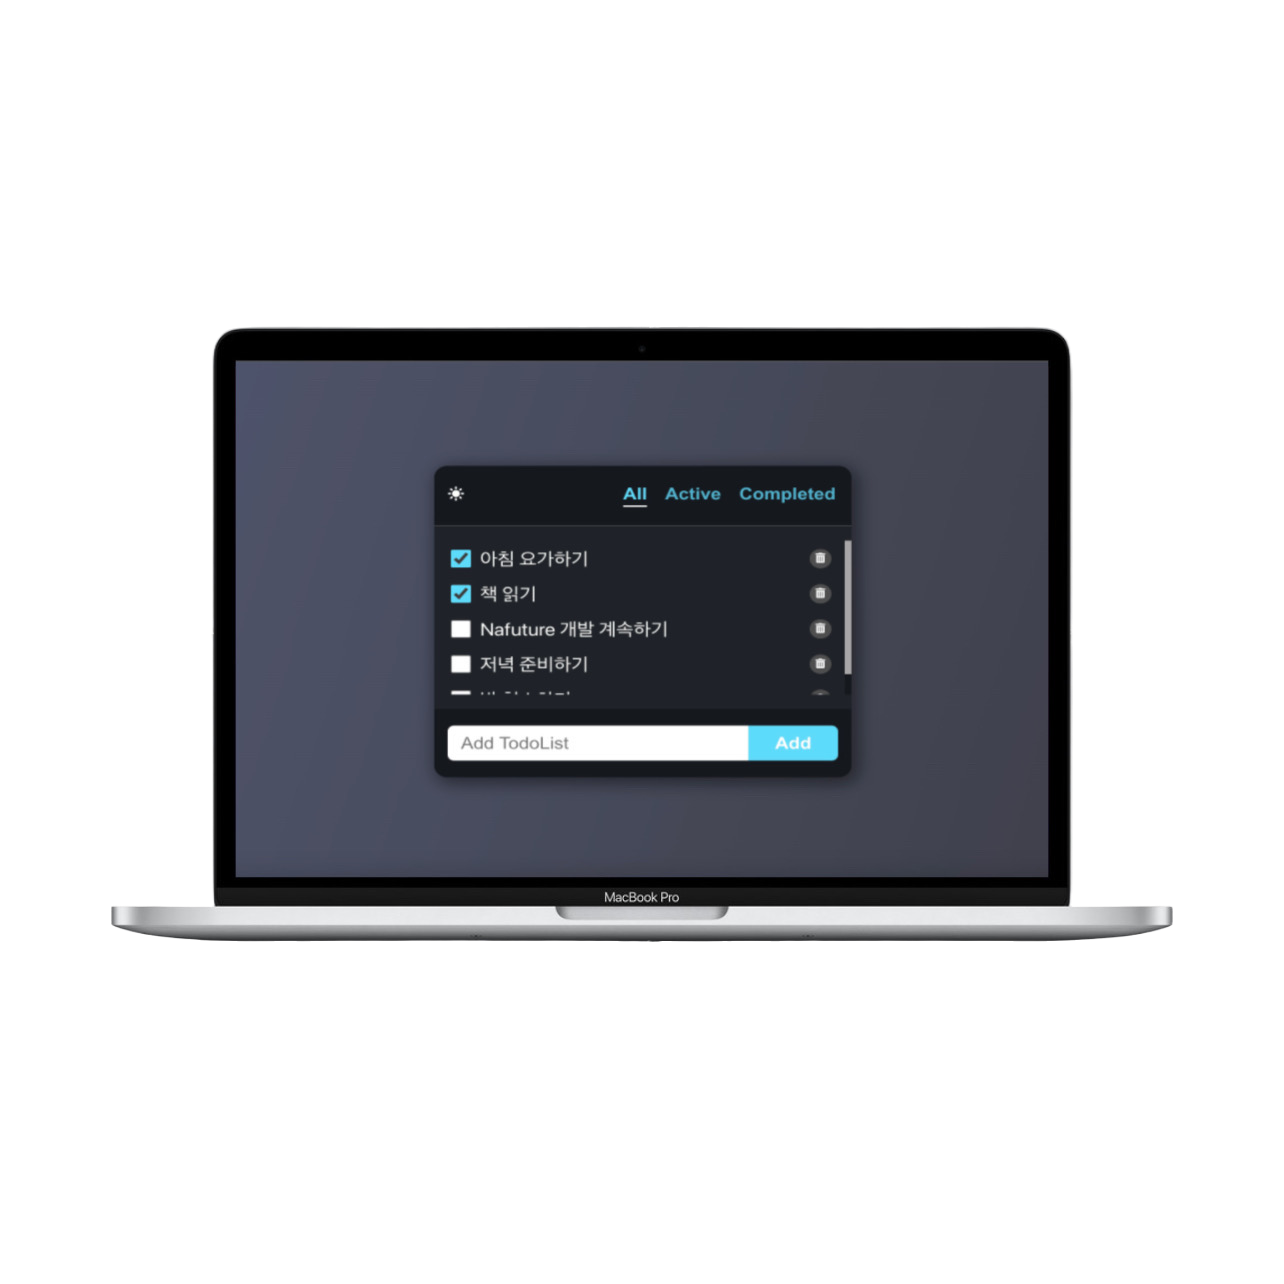 All Active Completed
아침 요가하기
책 읽기
Nafuture 개발 계속하기
저녁 준비하기
Add TodoList Add
MacBook Pro